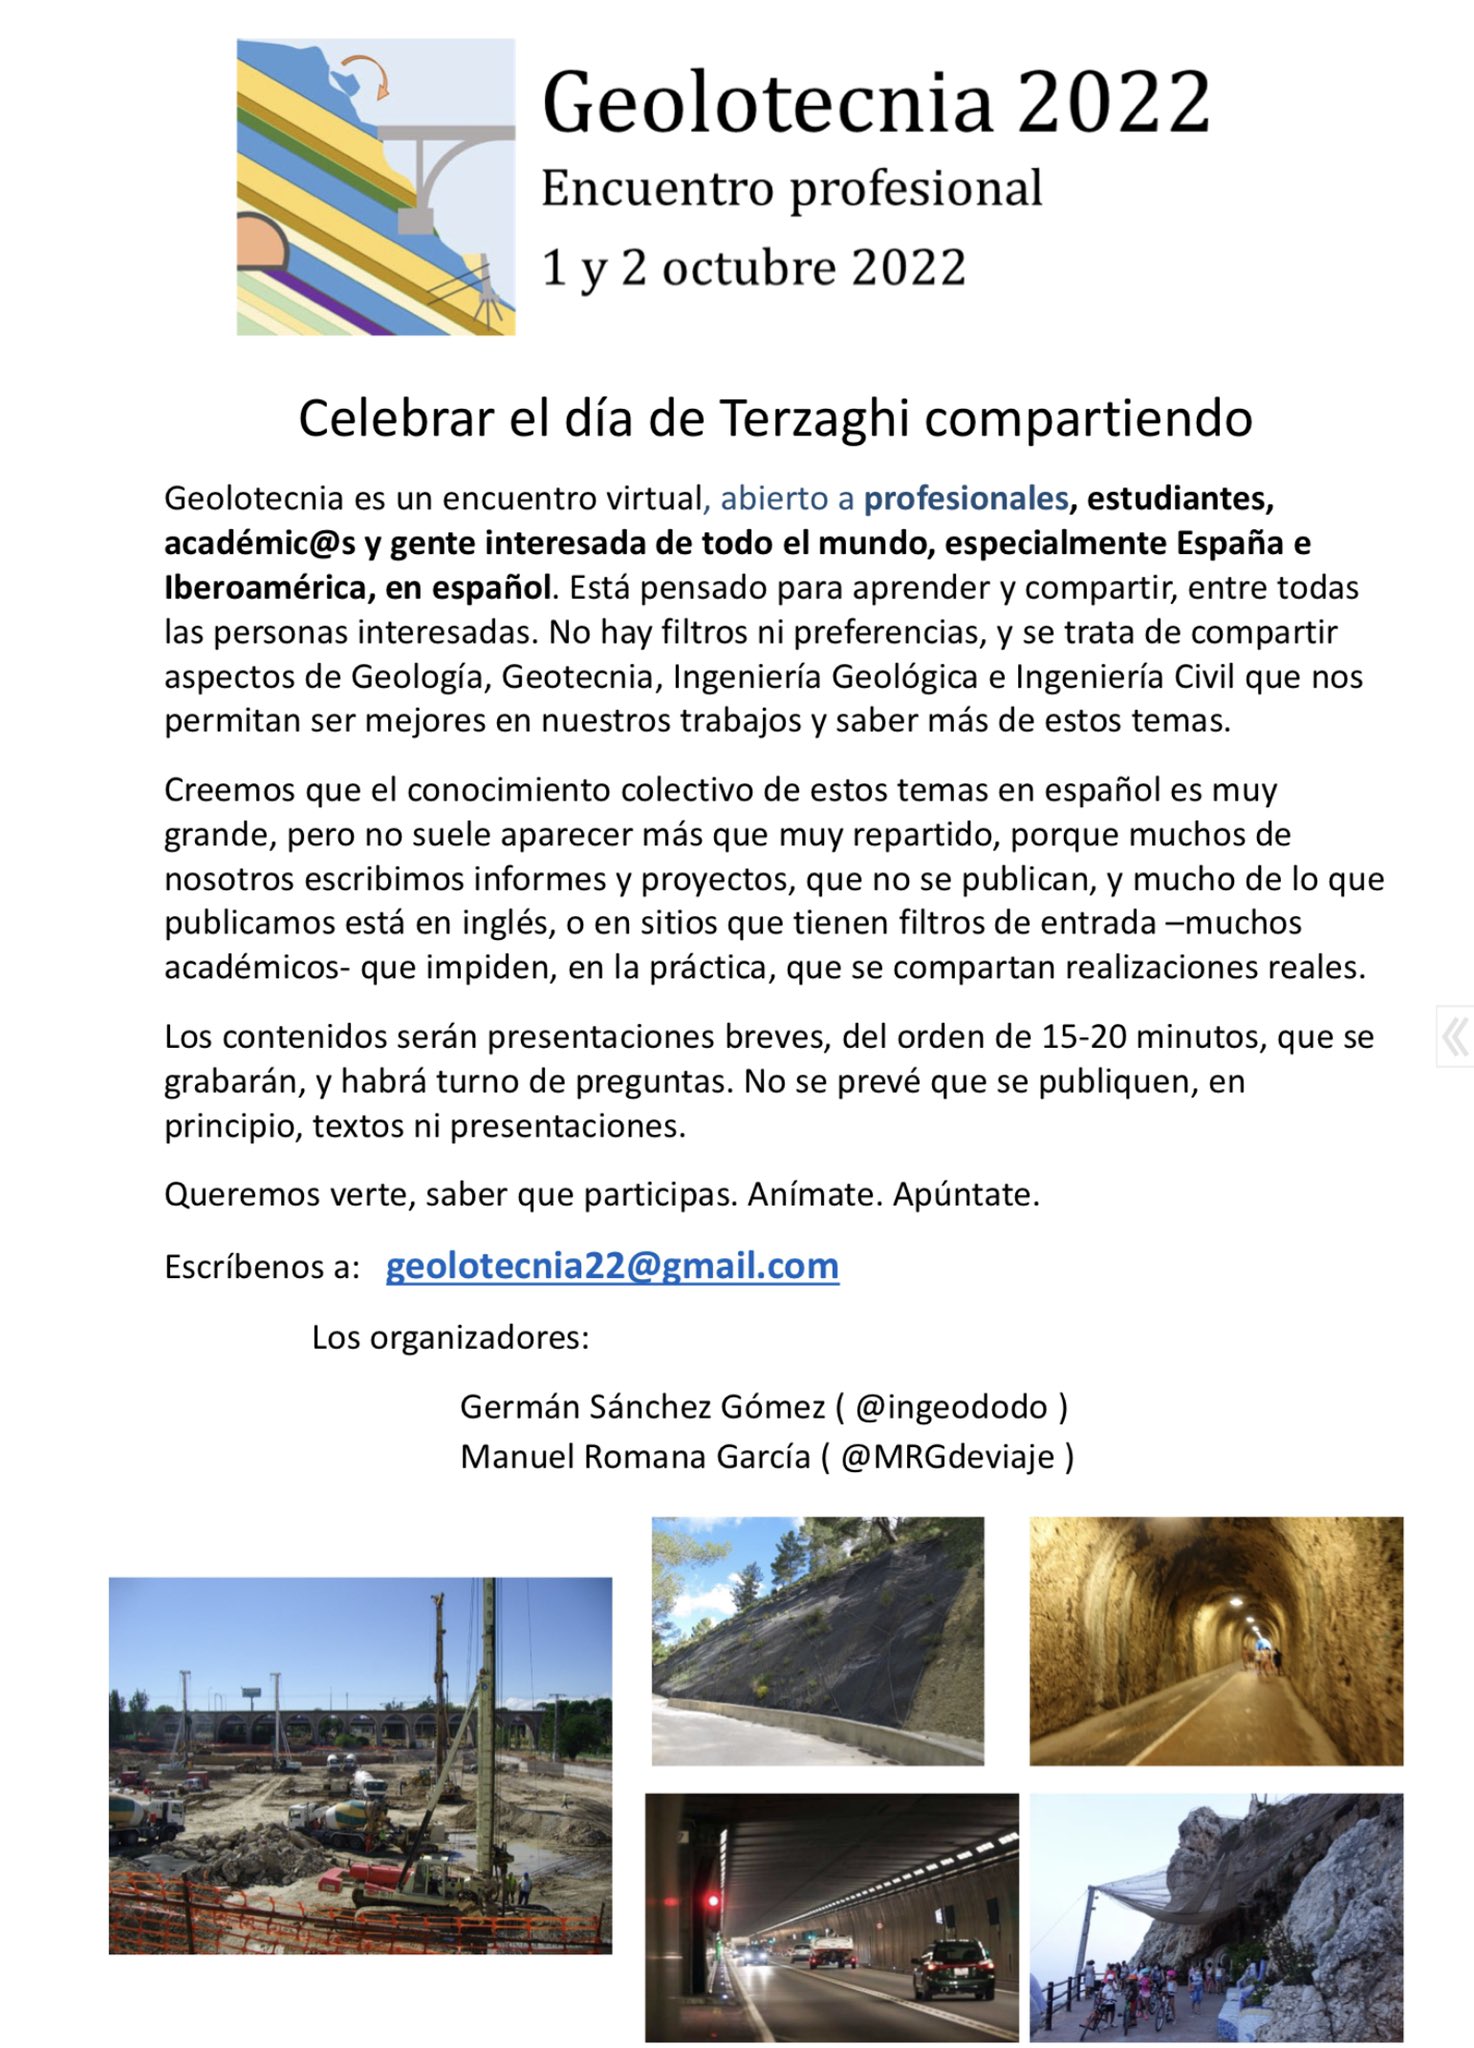 Geolotecnia 2022
Encuentro profesional
1 y 2 octubre 2022
Celebrar el día de Terzaghi compartiendo
Geolotecnia es un encuentro virtual, abierto a profesionales, estudiantes,
académic@s y gente interesada de todo el mundo, especialmente España e
Iberoamérica, en español. Está pensado para aprender y compartir, entre todas
las personas interesadas. No hay filtros ni preferencias, y se trata de compartir
aspectos de Geología, Geotecnia, Ingeniería Geológica e Ingeniería Civil que nos
permitan ser mejores en nuestros trabajos y saber más de estos temas.
Creemos que el conocimiento colectivo de estos temas en español es muy
grande, pero no suele aparecer más que muy repartido, porque muchos de
nosotros escribimos informes y proyectos, que no se publican, y mucho de lo que
publicamos está en inglés, o en sitios que tienen filtros de entrada –muchos
académicos- que impiden, en la práctica, que se compartan realizaciones reales.
Los contenidos serán presentaciones breves, del orden de 15-20 minutos, que se
grabarán, y habrá turno de preguntas. No se prevé que se publiquen, en
principio, textos ni presentaciones.
Queremos verte, saber que participas. Anímate. Apúntate.
Escríbenos a: geolotecnia22@gmail.com
Los organizadores:
Germán Sánchez Gómez ( @ingeododo )
Manuel Romana García ( @MRGdeviaje )